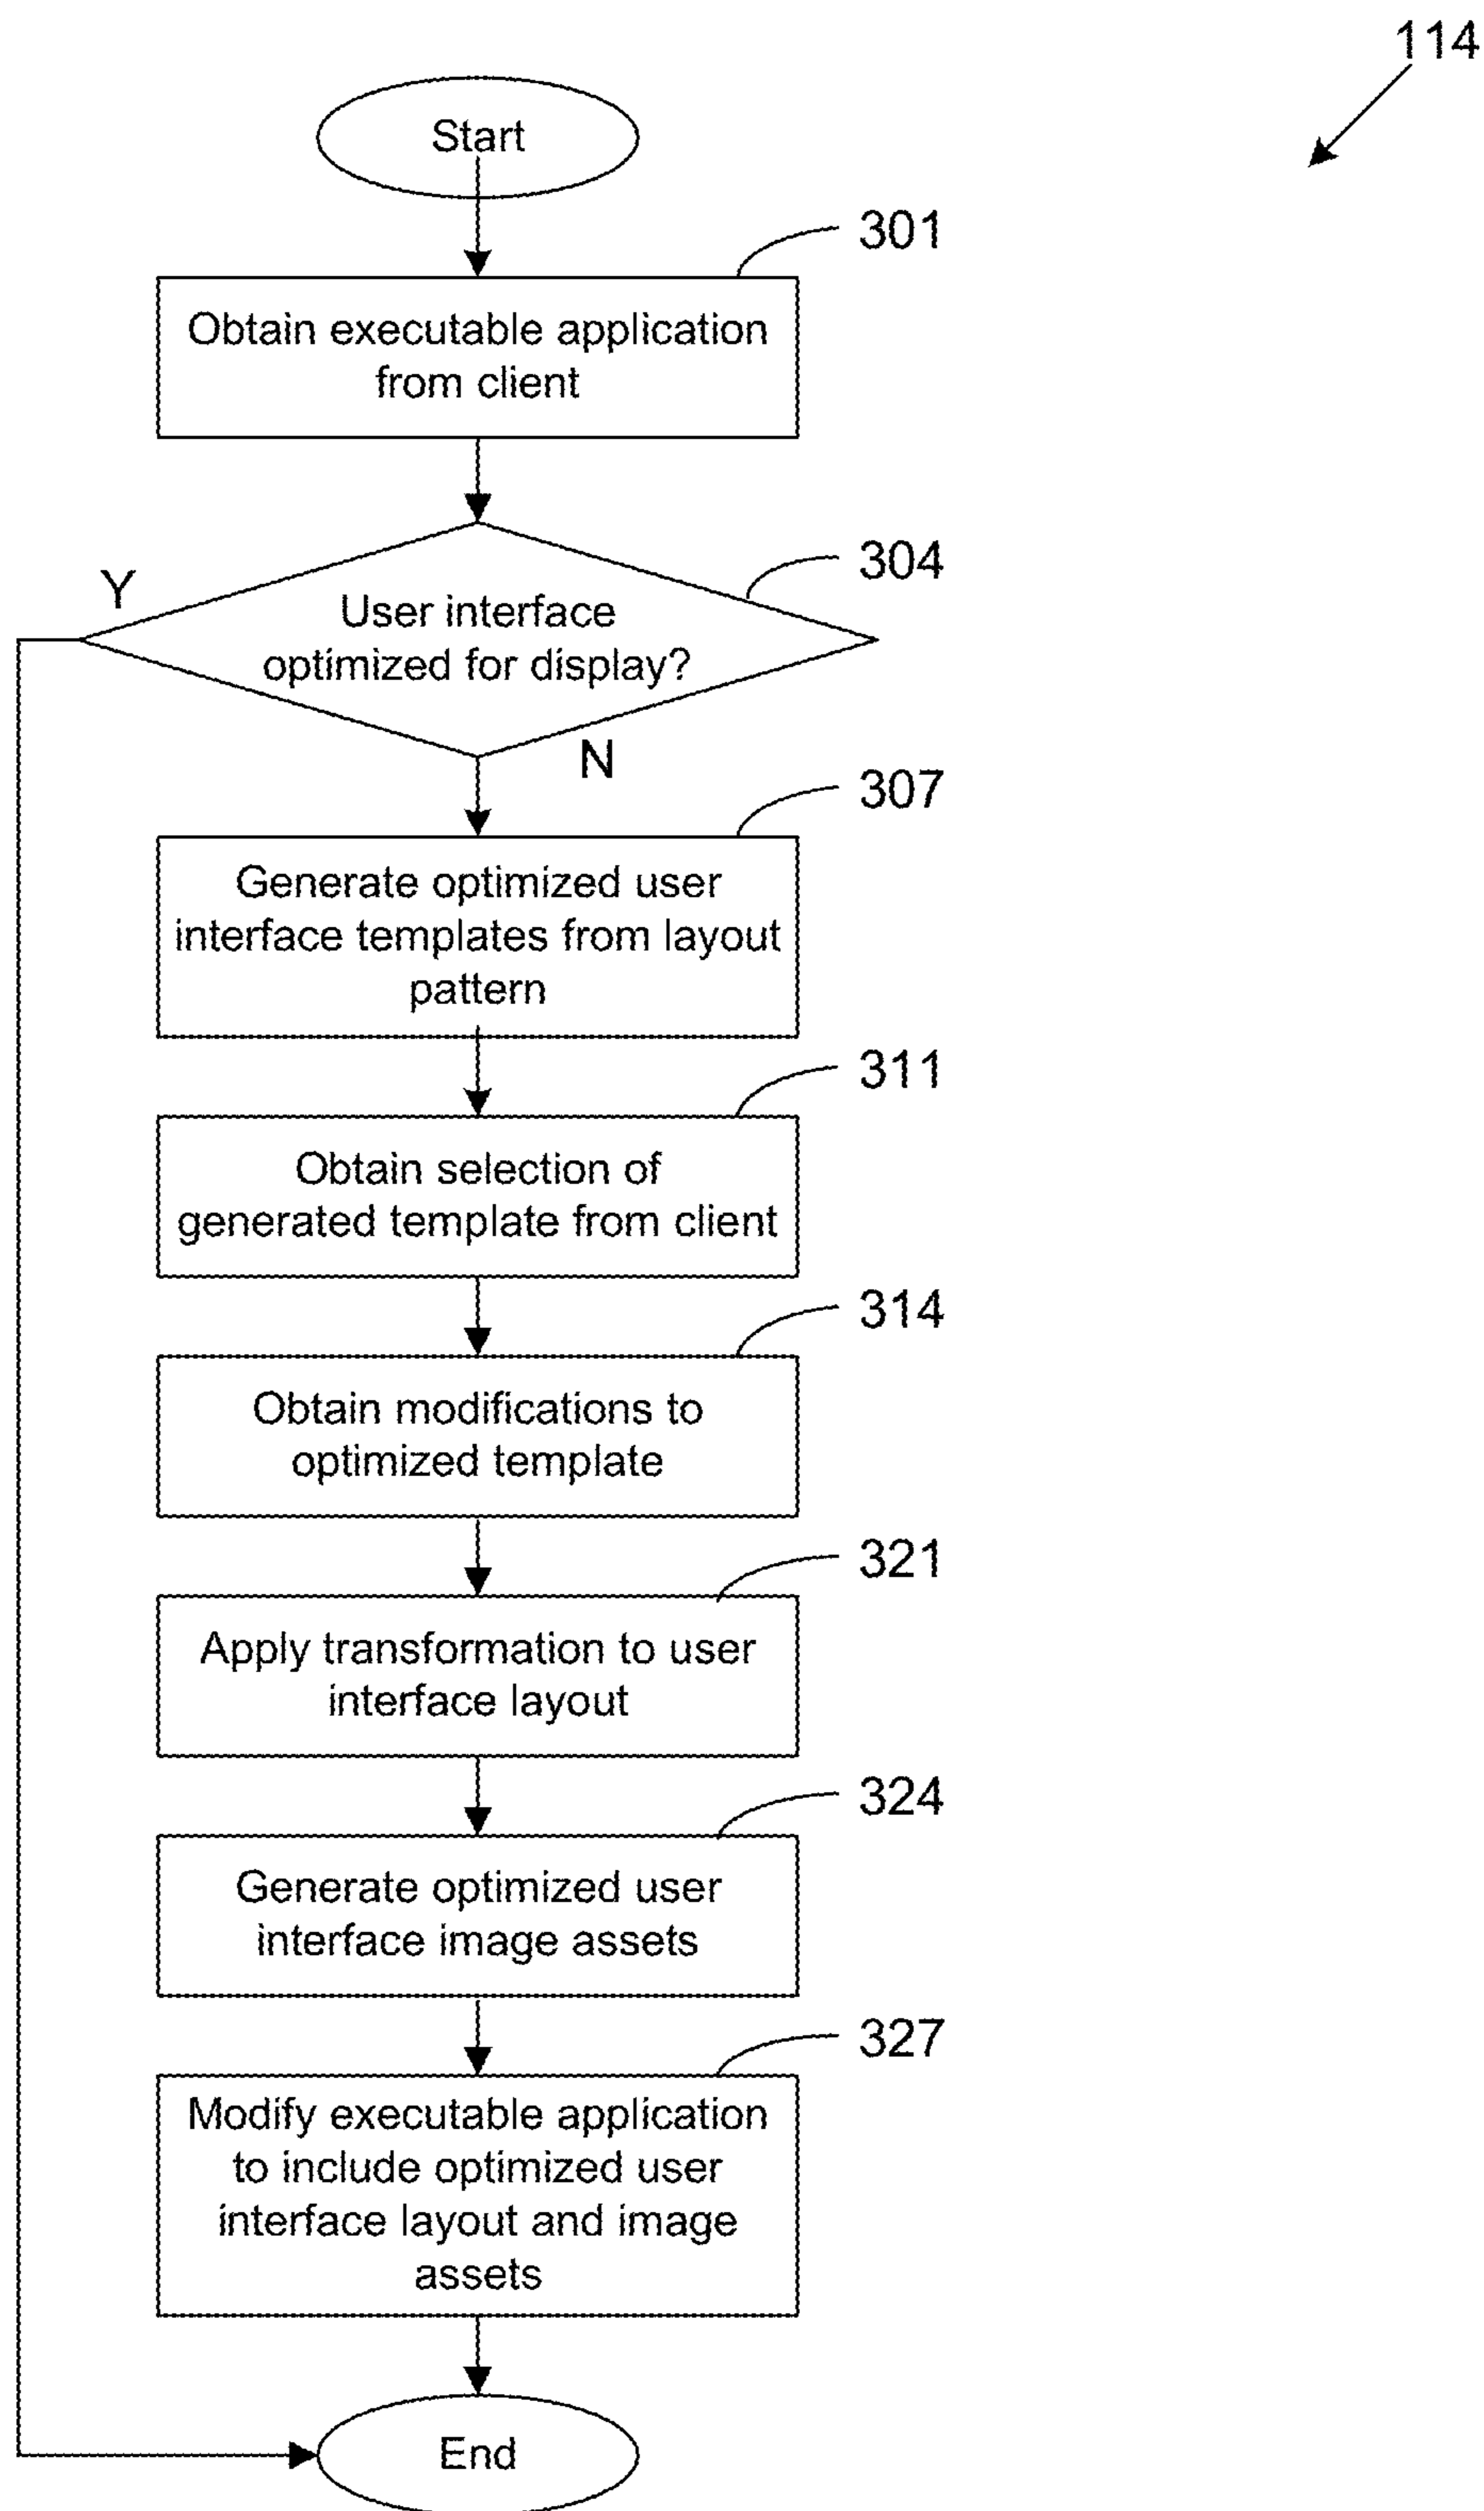 114
Start
301
Obtain executable application
from client
304
Y
User interface
optimized for display?
N
307
Generate optimized user
interface templates from layout
pattern
311
Obtain selection of
generated template from client
314
Obtain modifications to
optimized template
321
Apply transformation to user
interface layout
324
Generate optimized user
interface image assets
327
Modify executable application
to include optimized user
interface layout and image
assets
End